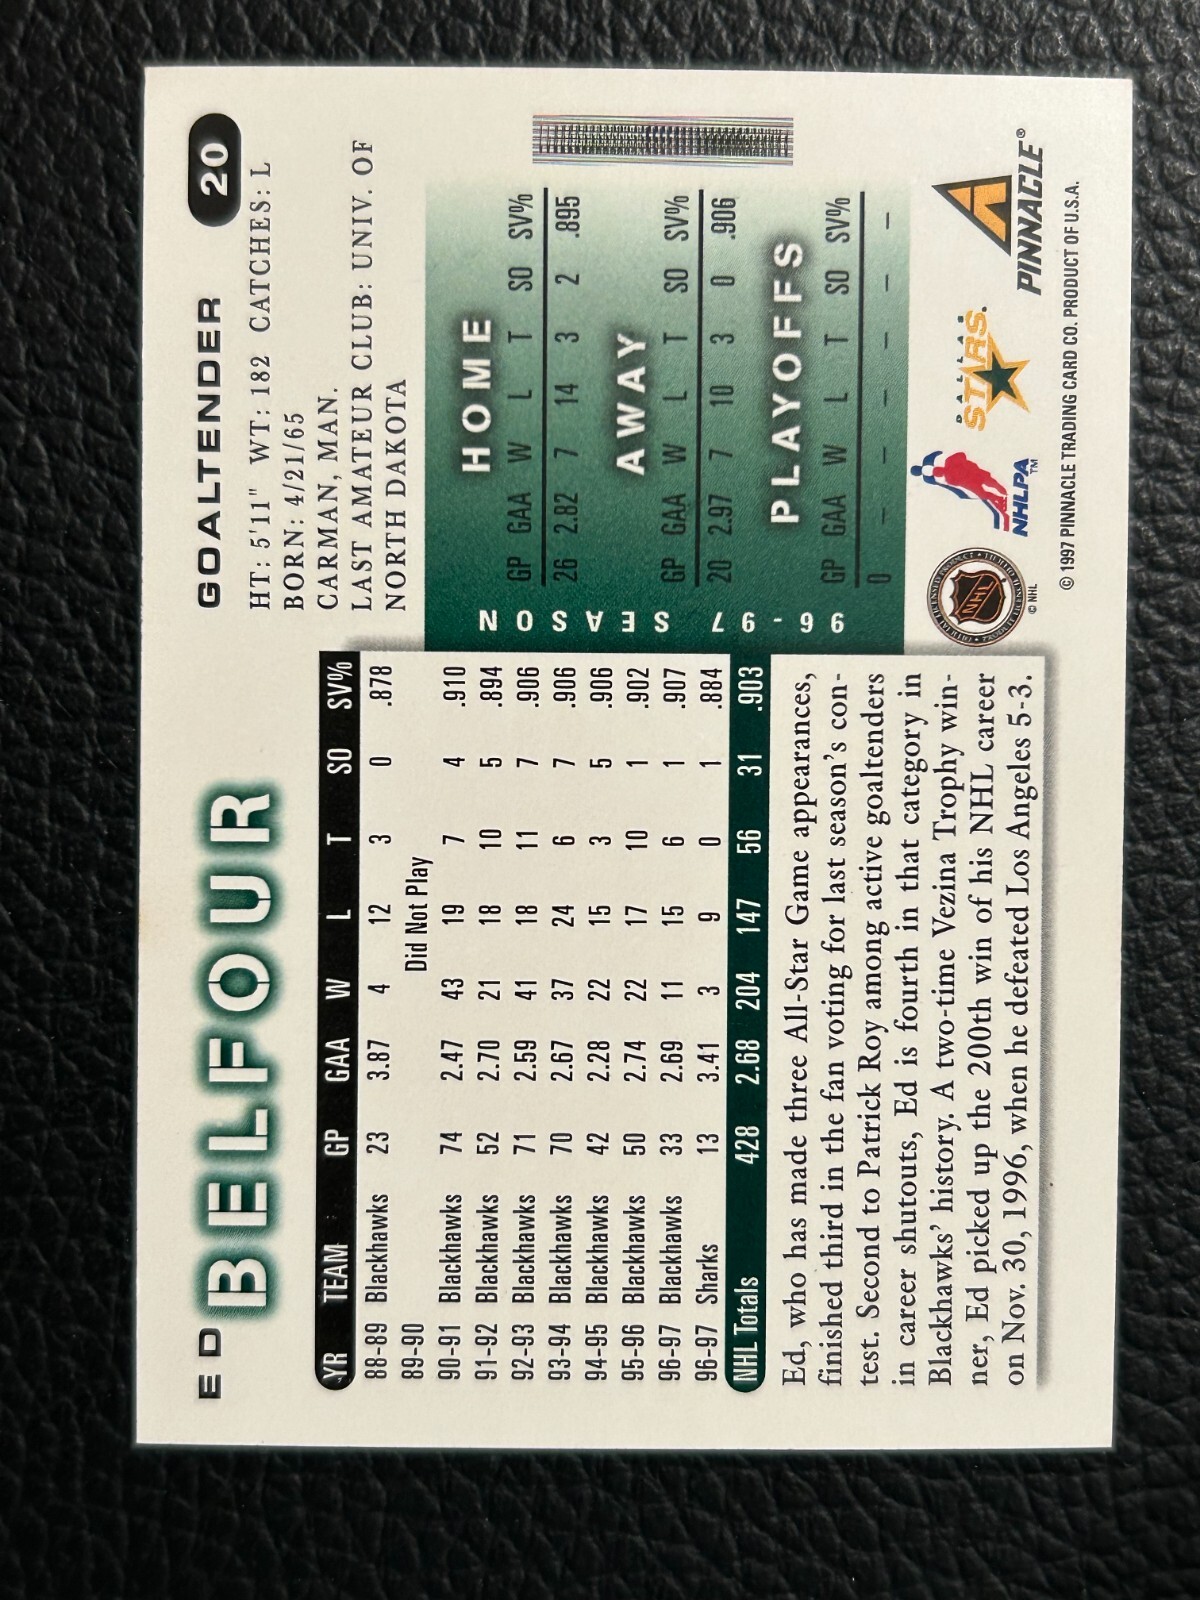 ED BELFOUR
GOALTENDER 20
HT: 5'11" WT: 182 CATCHES: L
BORN: 4/21/65
CARMAN, MAN.
LAST AMATEUR CLUB: UNIV. OF
NORTH DAKOTA
YR TEAM GP GAA W L T SO SV%
88-89 Blackhawks 23 3.87 4 12 3 0 .878
89-90 Did Not Play
90-91 Blackhawks 74 2.47 43 19 7 4 .910
91-92 Blackhawks 52 2.70 21 18 10 5 .894
92-93 Blackhawks 71 2.59 41 18 11 7 .906
93-94 Blackhawks 70 2.67 37 24 6 7 .906
94-95 Blackhawks 42 2.28 22 15 3 5 .906
95-96 Blackhawks 50 2.74 22 17 10 1 .902
96-97 Blackhawks 33 2.69 11 15 6 1 .907
96-97 Sharks 13 3.41 3 9 0 1 .884
NHL Totals 428 2.68 204 147 56 31 .903
Ed, who has made three All-Star Game appearances,
finished third in the fan voting for last season's con-
test. Second to Patrick Roy among active goaltenders
in career shutouts, Ed is fourth in that category in
Blackhawks' history. A two-time Vezina Trophy win-
ner, Ed picked up the 200th win of his NHL career
on Nov. 30, 1996, when he defeated Los Angeles 5-3.
96-97 SEASON
HOME
GP GAA W L T SO SV%
26 2.82 7 14 3 2 .895
AWAY
GP GAA W L T SO SV%
20 2.97 7 10 3 0 .906
PLAYOFFS
GP GAA W L T SO SV%
0 – – – – – –
NHL
© NHL
NHLPA™
DALLAS
STARS
PINNACLE®
© 1997 PINNACLE TRADING CARD CO. PRODUCT OF U.S.A.